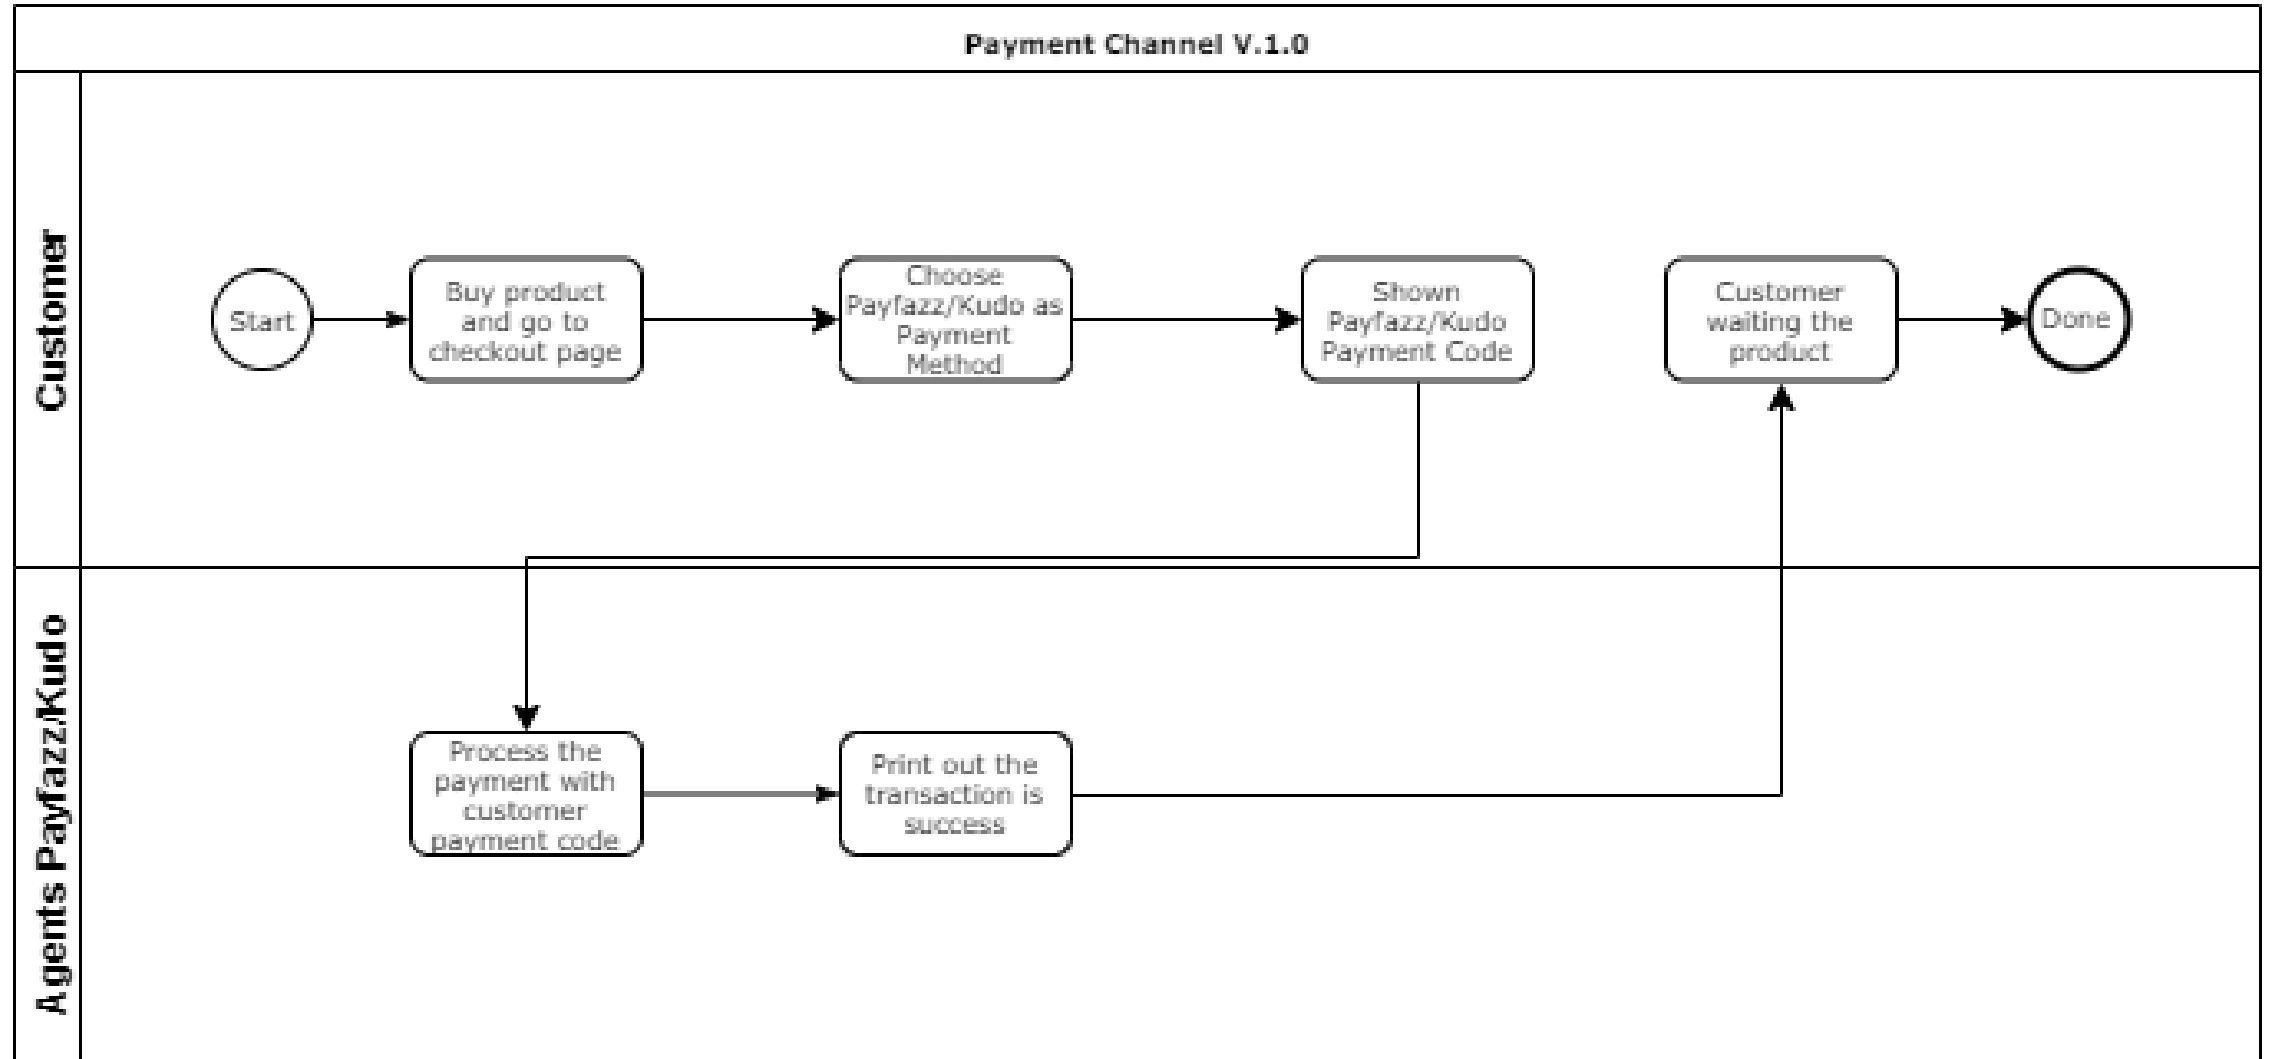 Payment Channel V.1.0
Customer
Start
Buy product
and go to
checkout page
Choose
Payfazz/Kudo as
Payment
Method
Shown
Payfazz/Kudo
Payment Code
Customer
waiting the
product
Done
Agents Payfazz/Kudo
Process the
payment with
customer
payment code
Print out the
transaction is
success